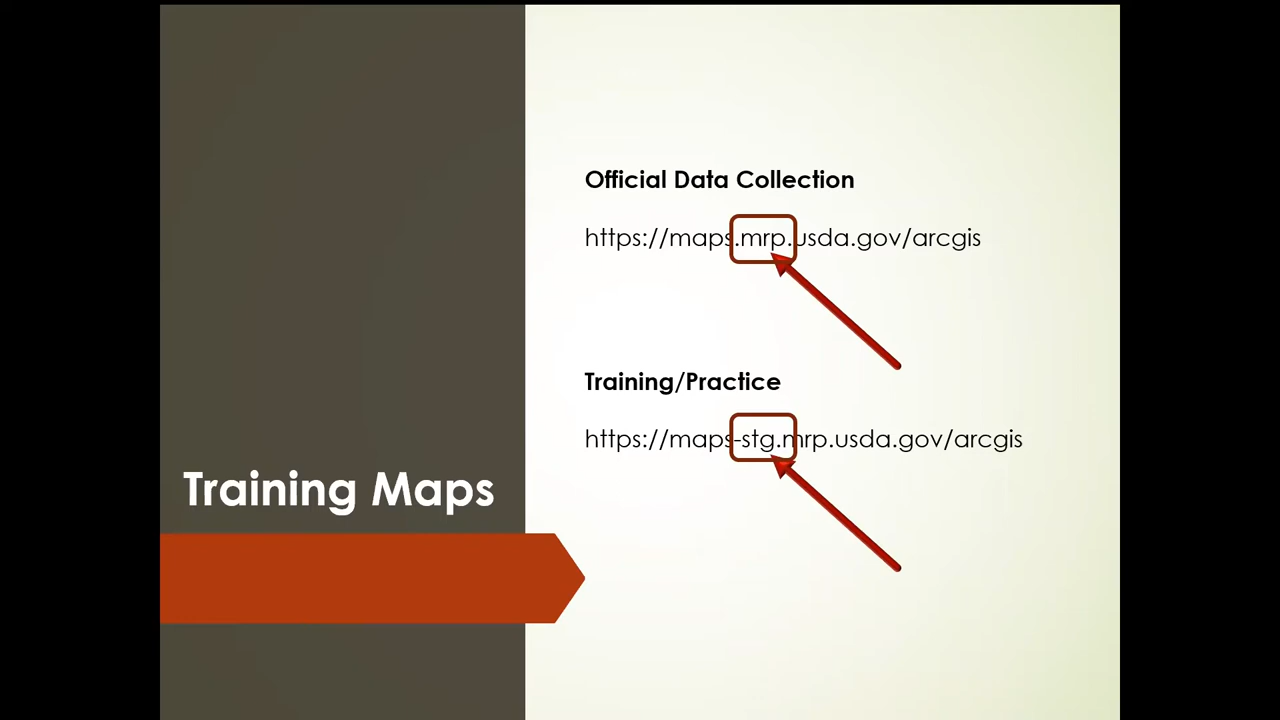 Training Maps
Official Data Collection
https://maps.mrp.usda.gov/arcgis
Training/Practice
https://maps-stg.mrp.usda.gov/arcgis